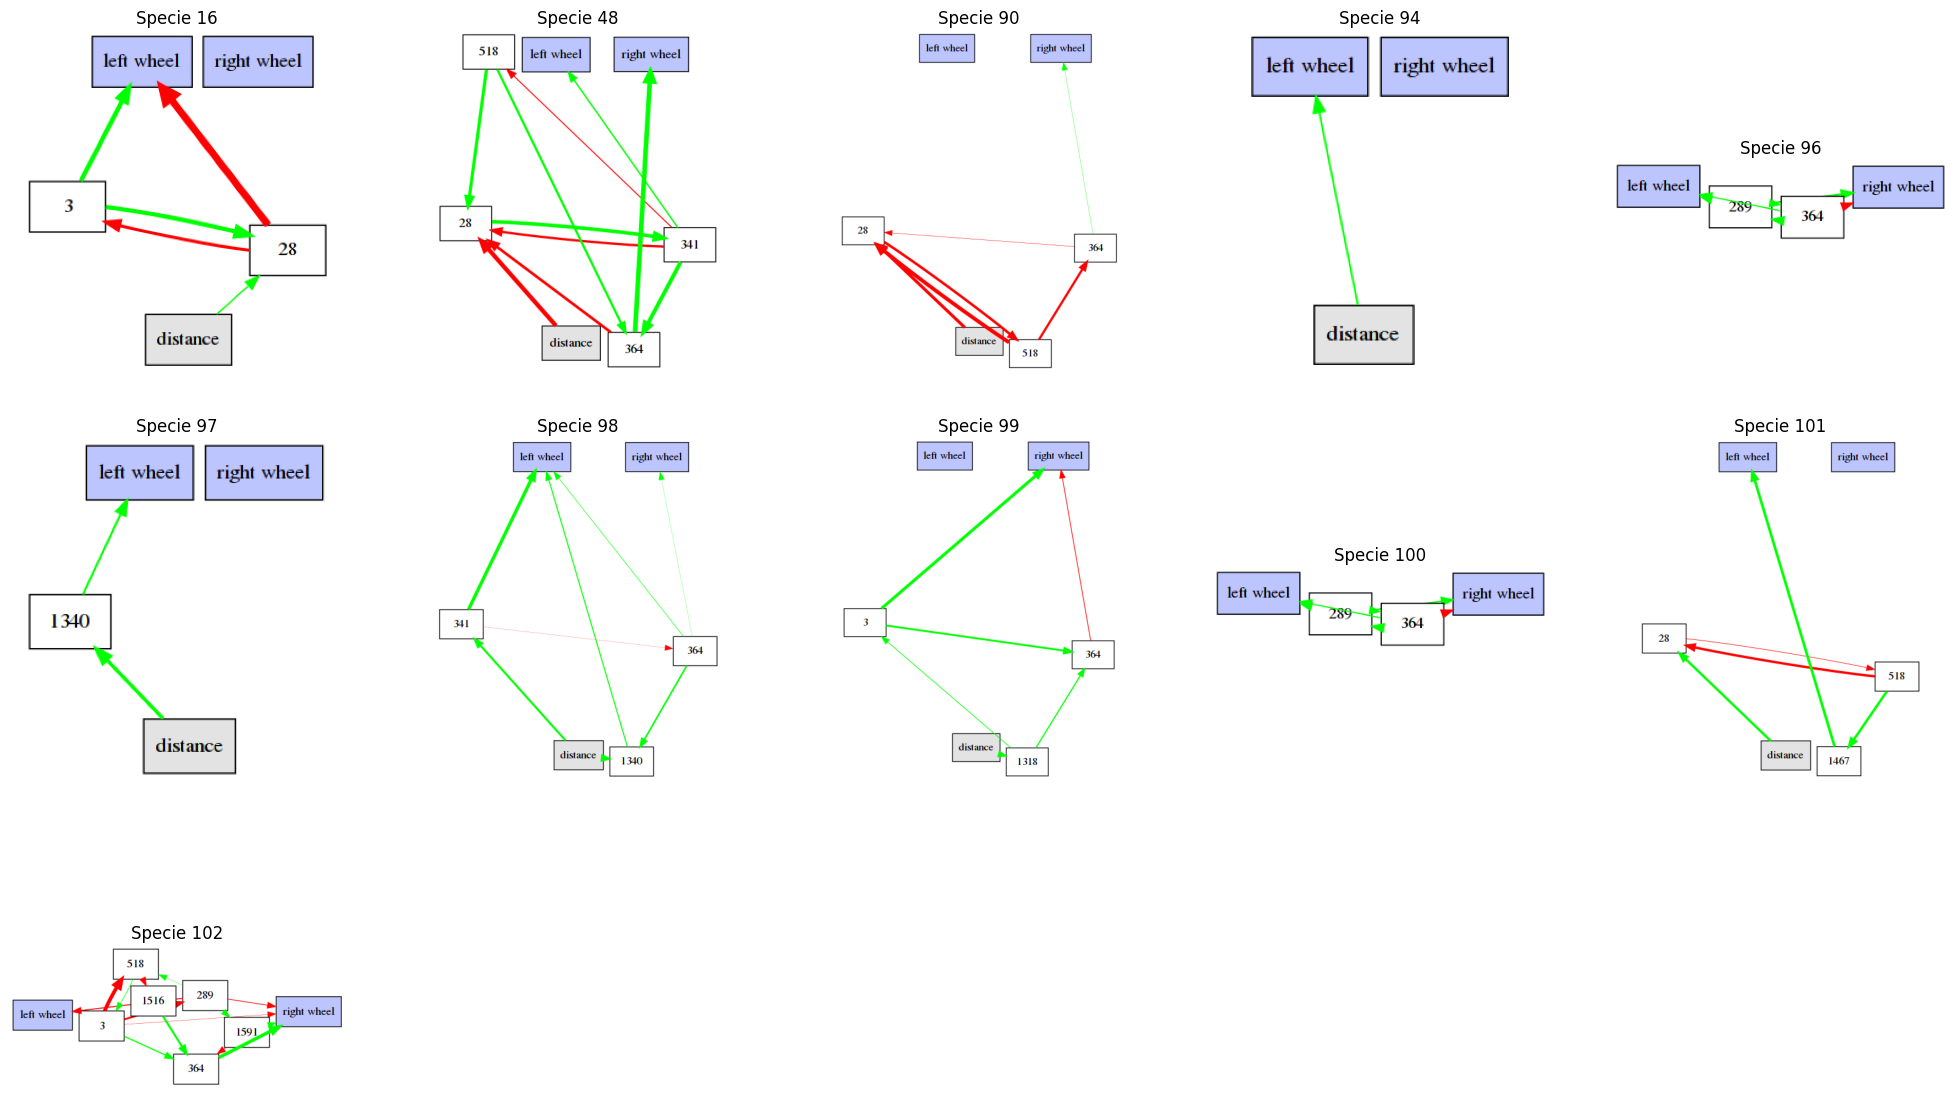 Specie 16
left wheel
right wheel
3
28
distance
Specie 48
518
left wheel
right wheel
28
341
distance
364
Specie 90
left wheel
right wheel
28
364
distance
518
Specie 94
left wheel
right wheel
distance
Specie 96
left wheel
289
364
right wheel
Specie 97
left wheel
right wheel
1340
distance
Specie 98
left wheel
right wheel
341
364
distance
1340
Specie 99
left wheel
right wheel
3
364
distance
1318
Specie 100
left wheel
289
364
right wheel
Specie 101
left wheel
right wheel
28
518
distance
1467
Specie 102
518
1516
289
left wheel
right wheel
3
1591
364